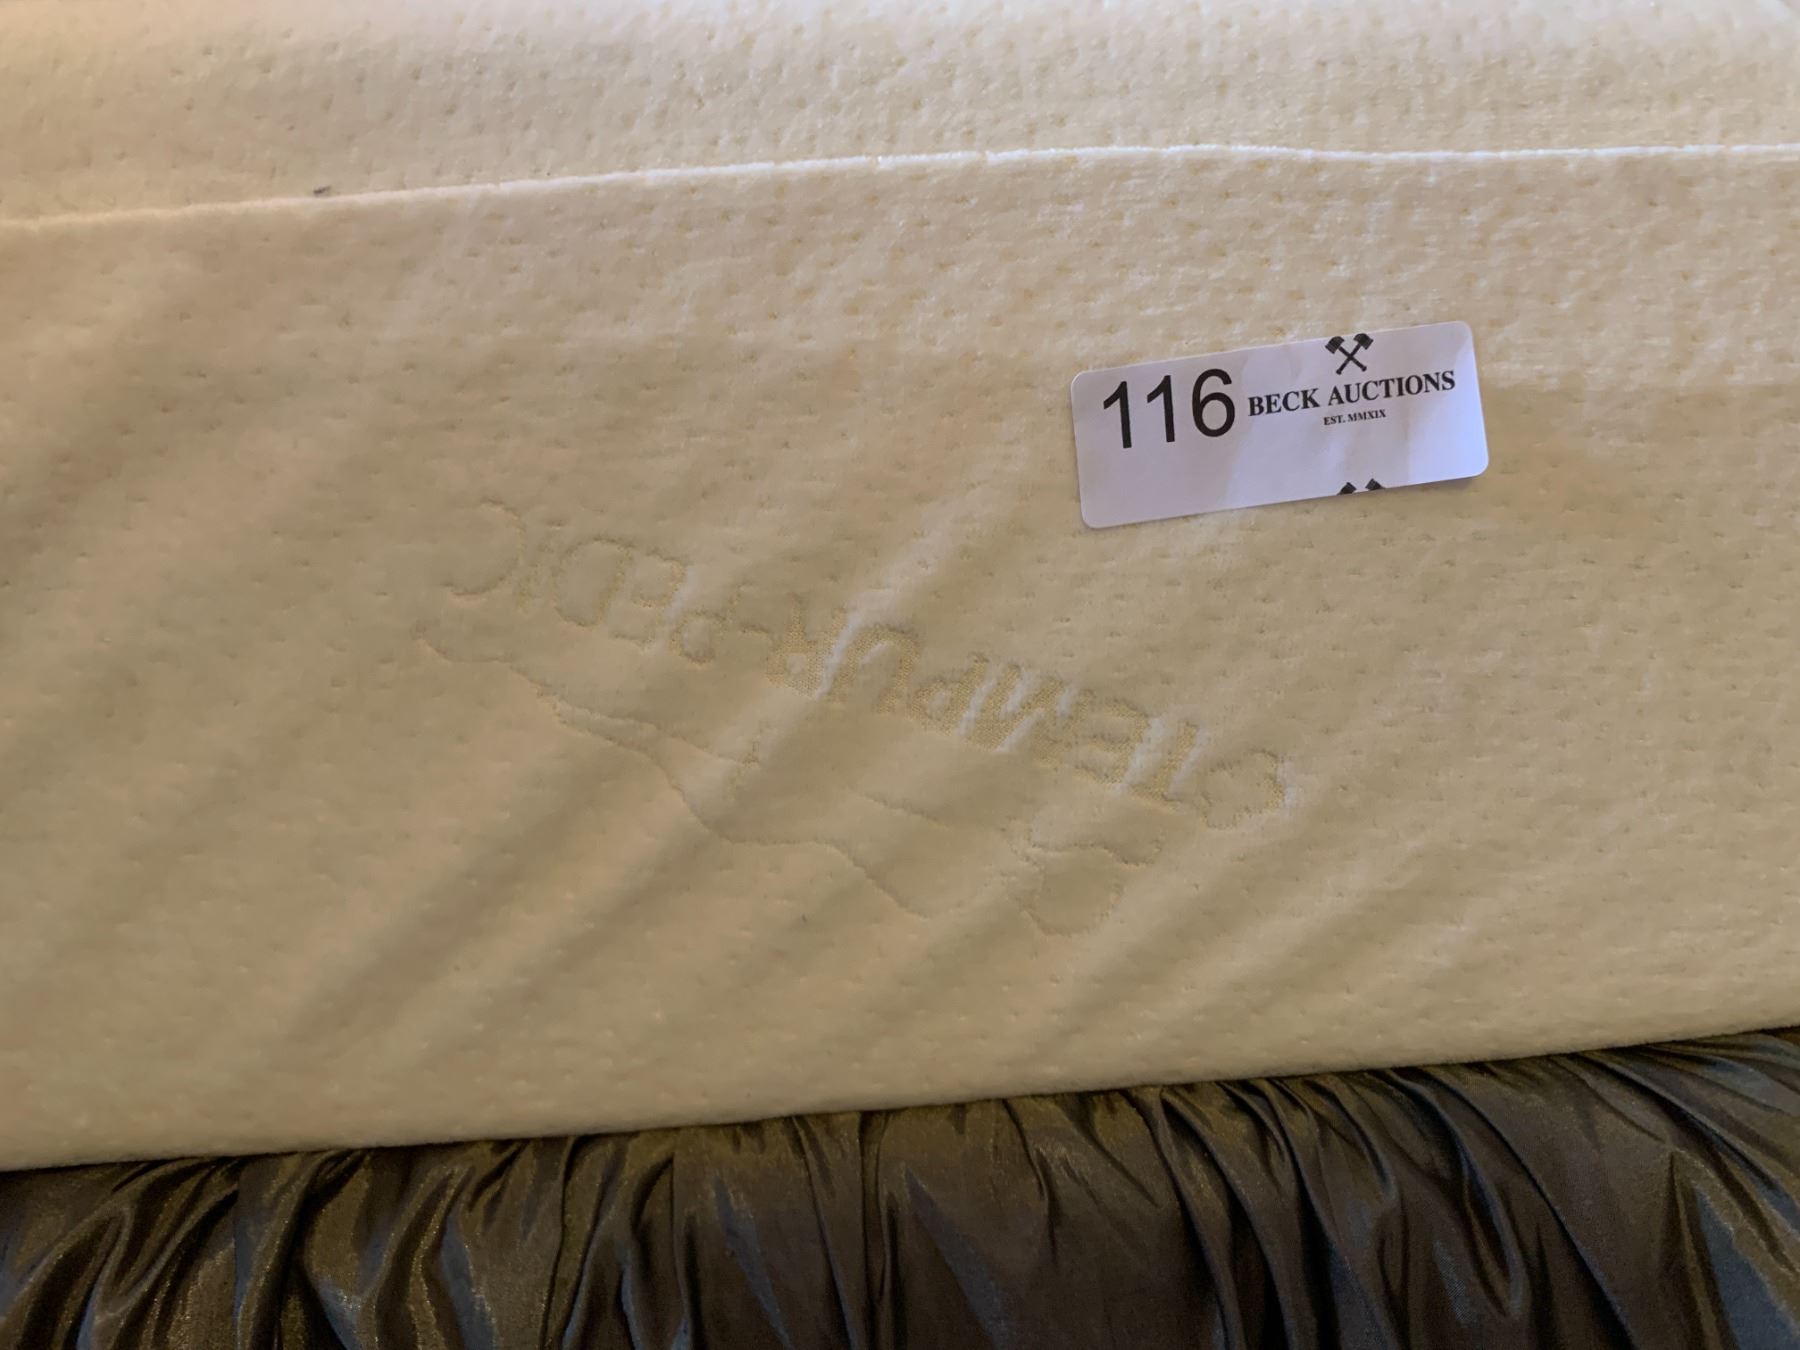 116
BECK AUCTIONS
EST. MMXIX
TEMPUR-PEDIC